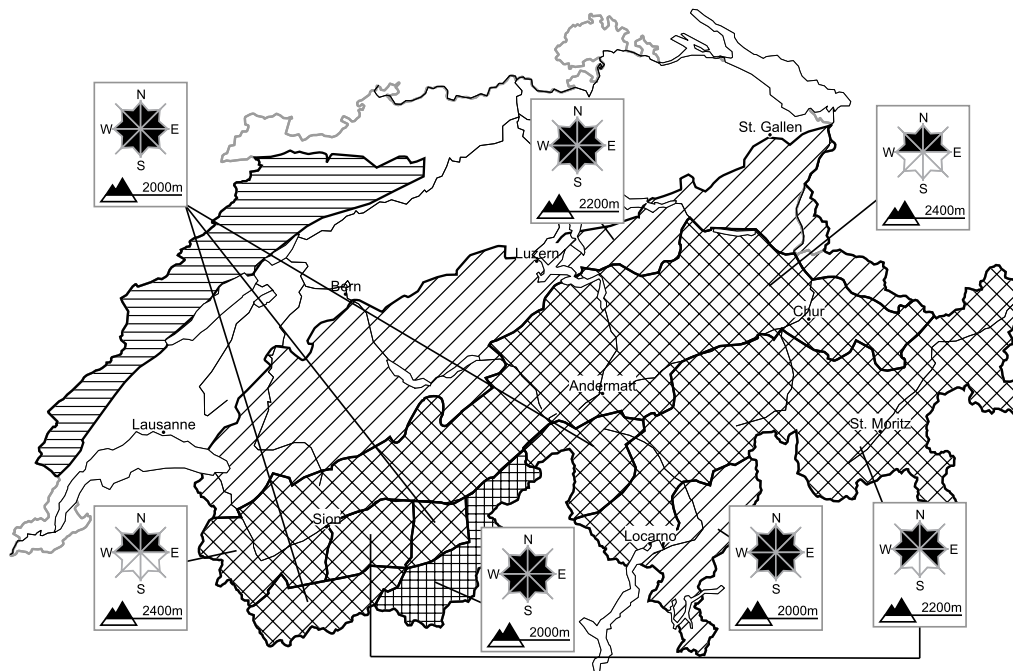 N
W E
S
2000m
N
W E
S
2200m
St. Gallen
N
W E
S
2400m
Luzern
Bern
Chur
Andermatt
Lausanne
St. Moritz
Sion
Locarno
N
W E
S
2400m
N
W E
S
2000m
N
W E
S
2000m
N
W E
S
2200m